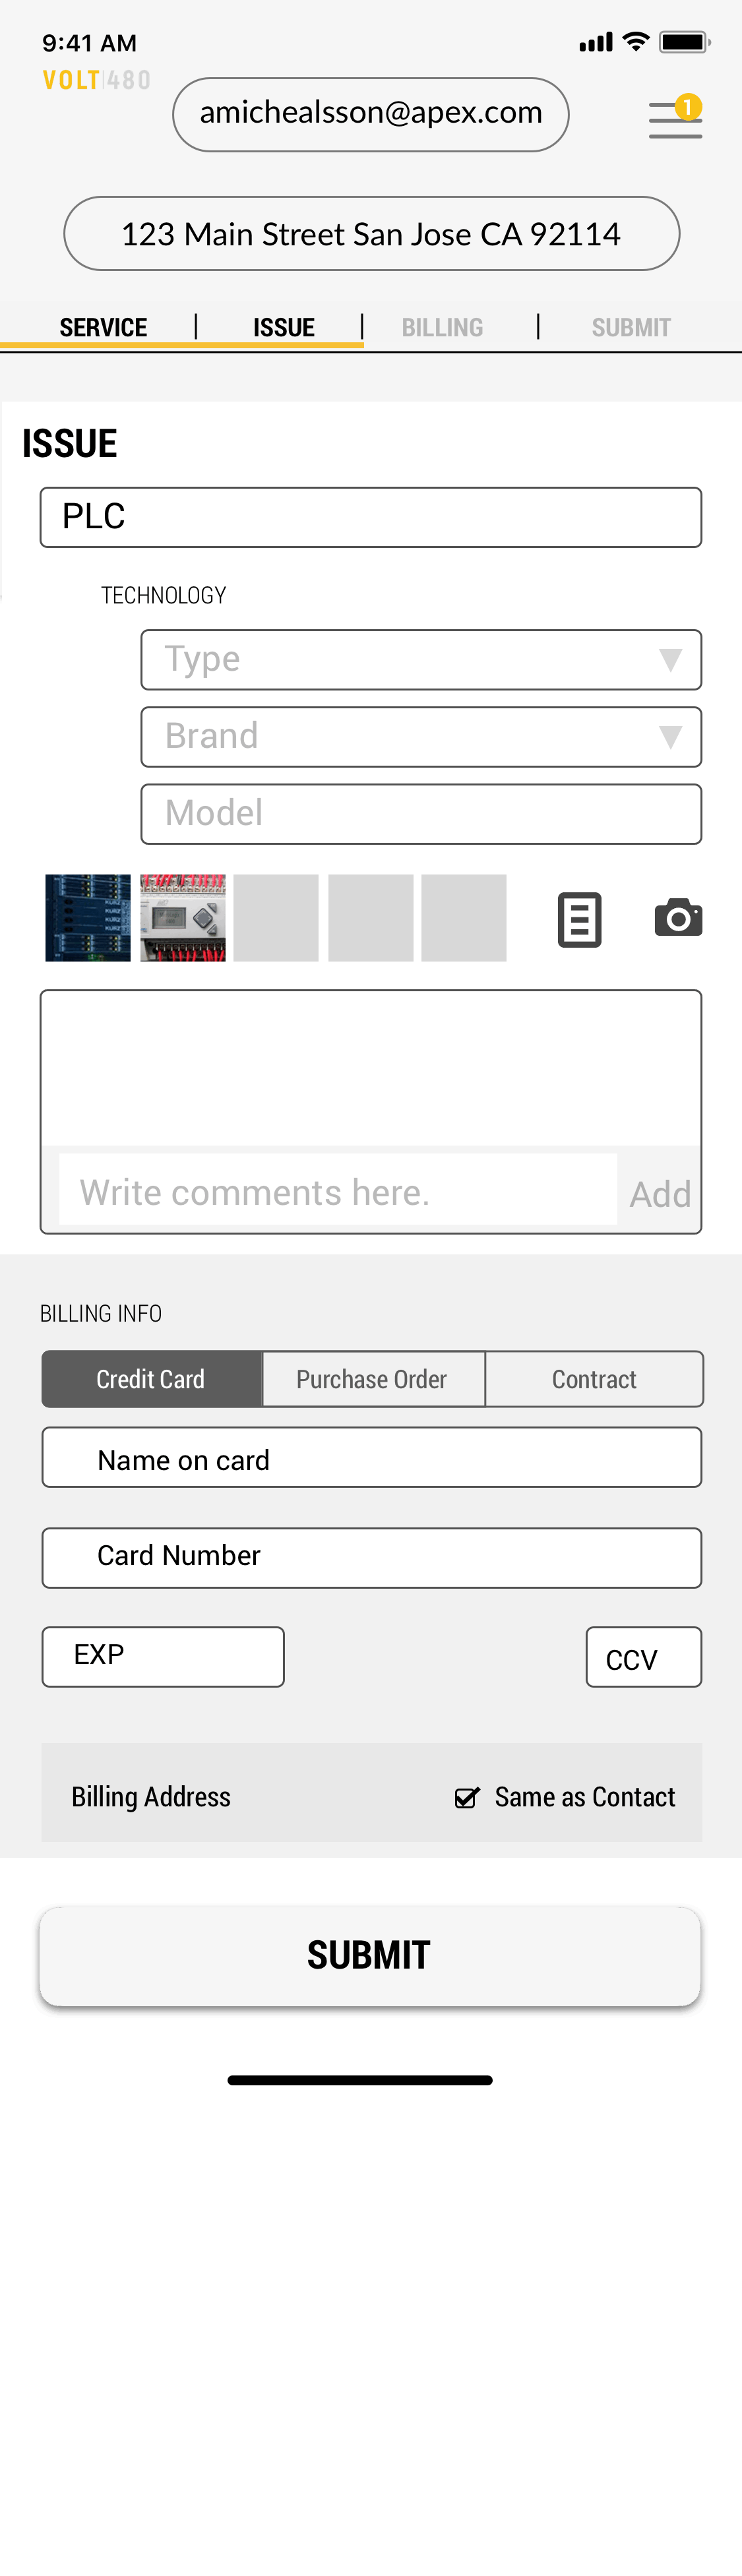 9:41 AM
VOLT|480
amichealsson@apex.com
1
123 Main Street San Jose CA 92114
SERVICE | ISSUE | BILLING | SUBMIT
ISSUE
PLC
TECHNOLOGY
Type
Brand
Model
Write comments here.
Add
BILLING INFO
Credit Card
Purchase Order
Contract
Name on card
Card Number
EXP
CCV
Billing Address
Same as Contact
SUBMIT